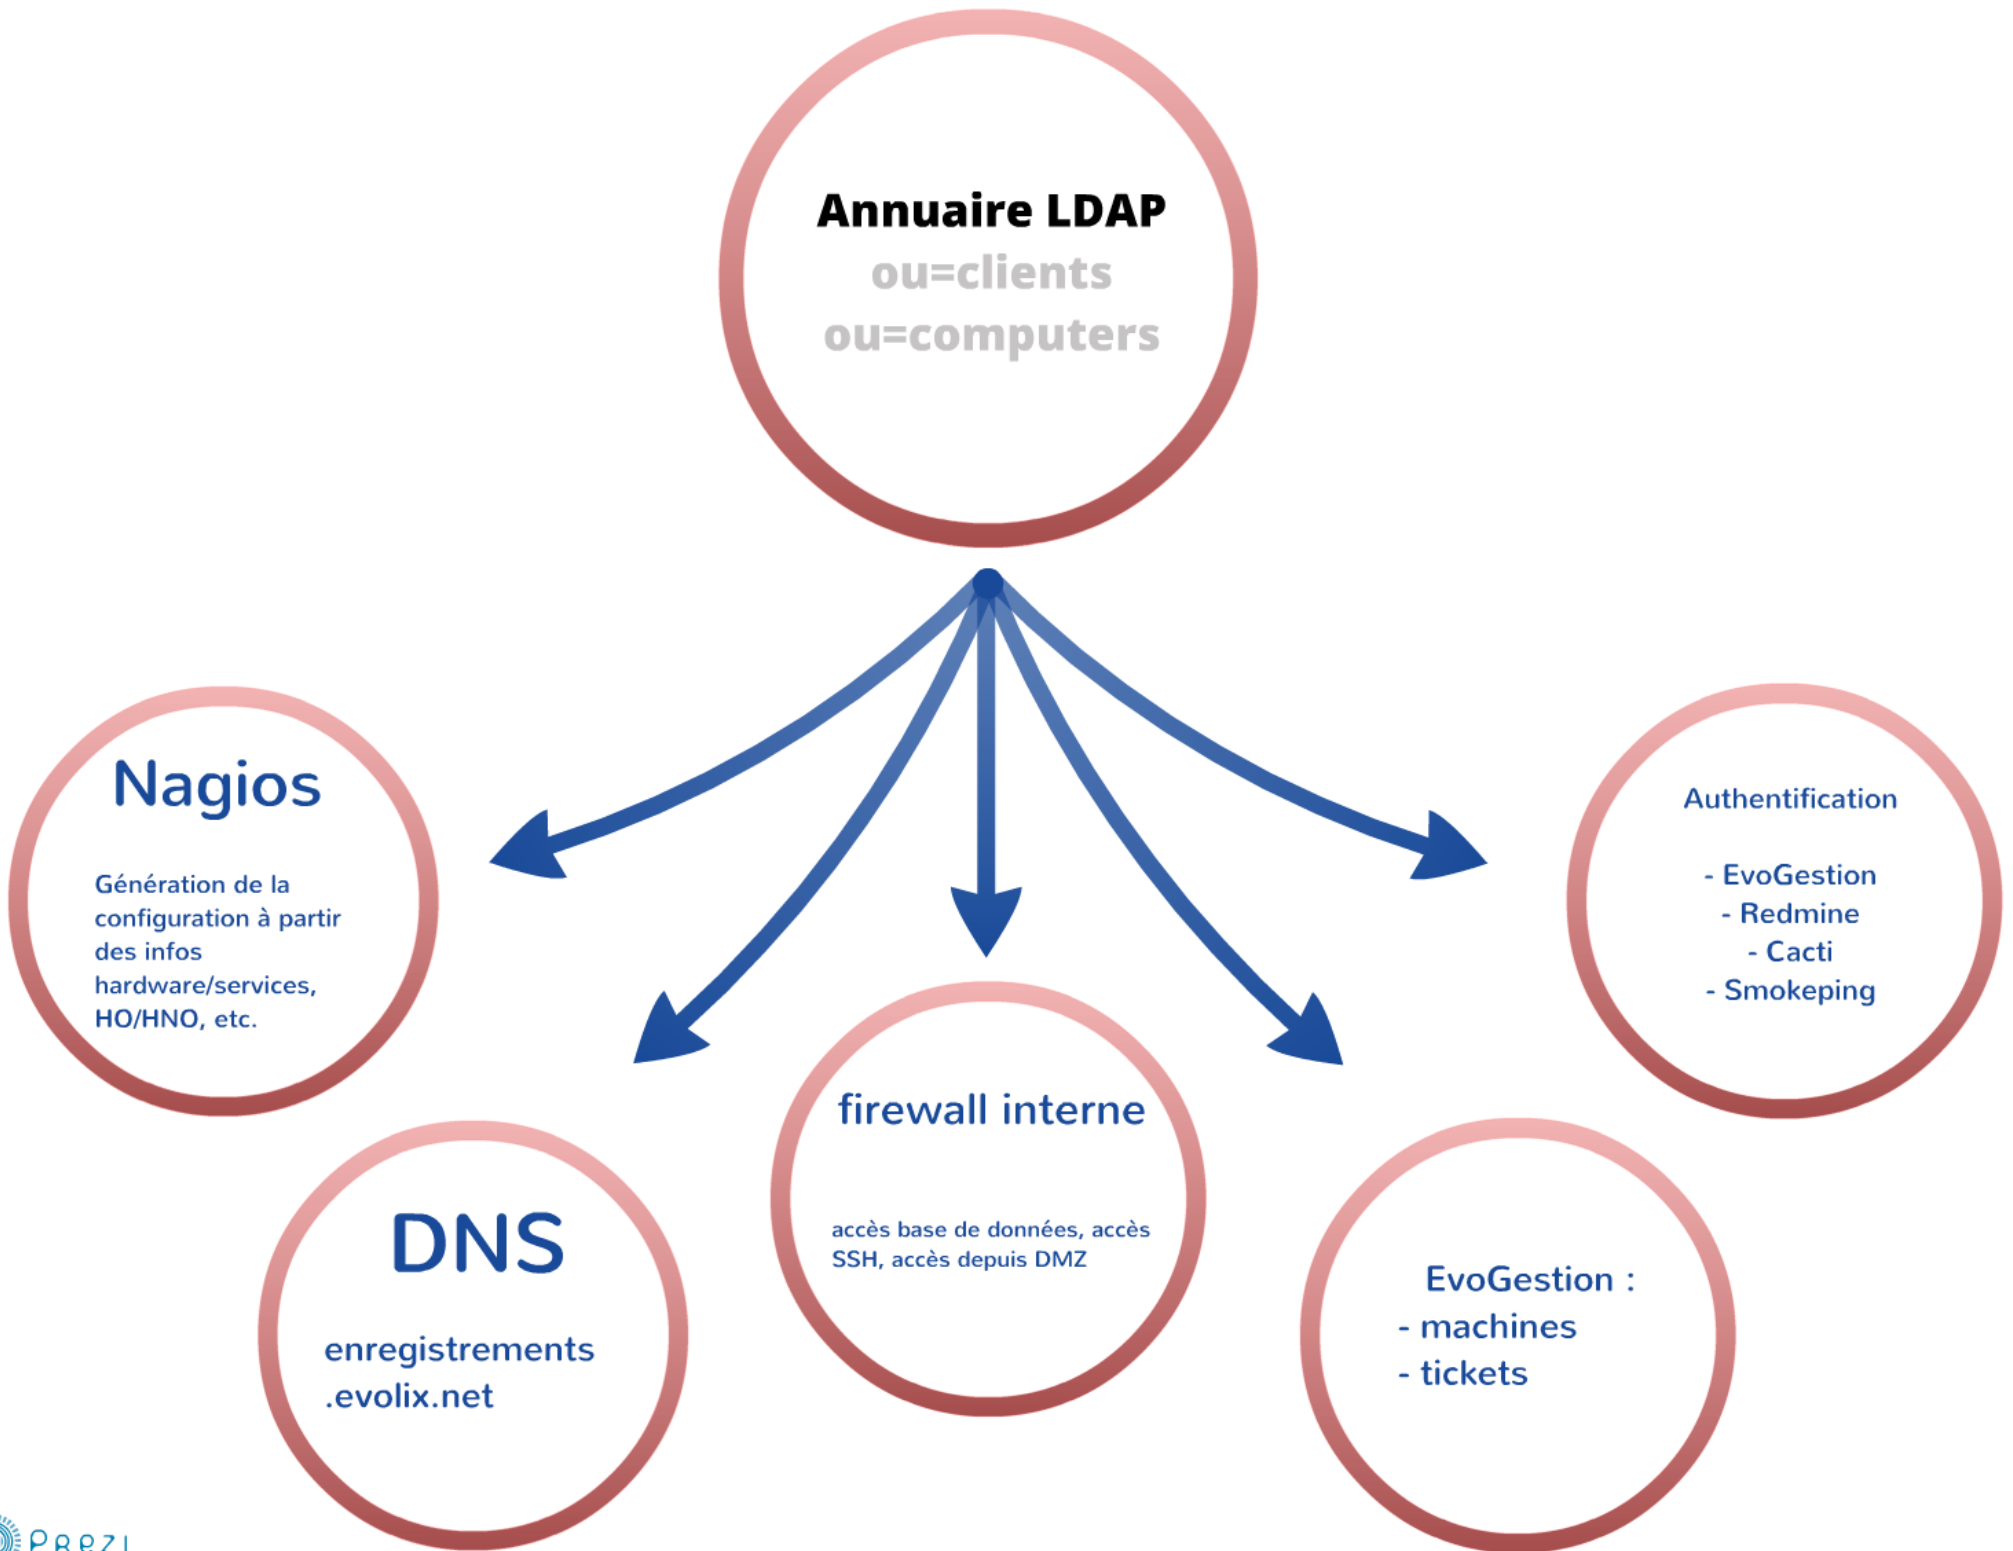 Annuaire LDAP
ou=clients
ou=computers
Nagios
Génération de la
configuration à partir
des infos
hardware/services,
HO/HNO, etc.
DNS
enregistrements
.evolix.net
firewall interne
accès base de données, accès
SSH, accès depuis DMZ
EvoGestion :
- machines
- tickets
Authentification
- EvoGestion
- Redmine
- Cacti
- Smokeping
PREZI